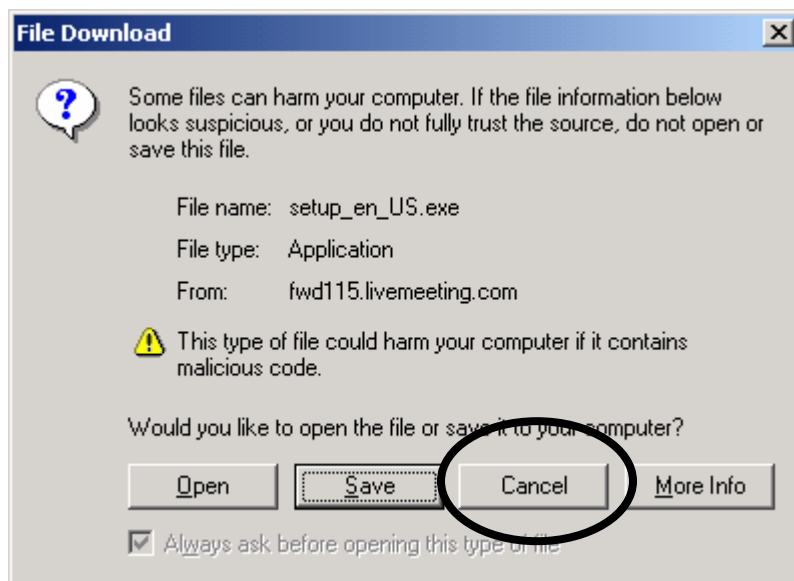 File Download
Some files can harm your computer. If the file information below
looks suspicious, or you do not fully trust the source, do not open or
save this file.
File name: setup_en_US.exe
File type: Application
From: fwd115.livemeeting.com
This type of file could harm your computer if it contains
malicious code.
Would you like to open the file or save it to your computer?
Open Save Cancel More Info
Always ask before opening this type of file